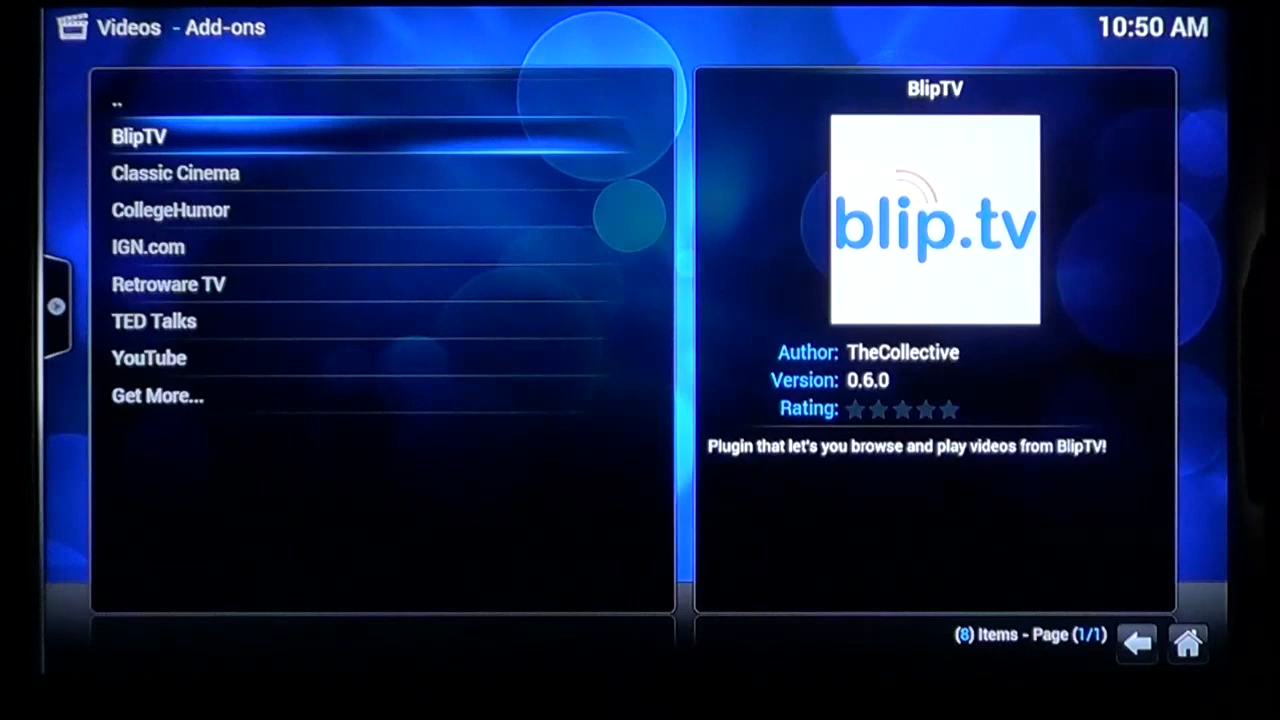 Videos - Add-ons
10:50 AM
..
BlipTV
Classic Cinema
CollegeHumor
IGN.com
Retroware TV
TED Talks
YouTube
Get More...
BlipTV
blip.tv
Author: TheCollective
Version: 0.6.0
Rating:
Plugin that let's you browse and play videos from BlipTV!
(8) Items - Page (1/1)